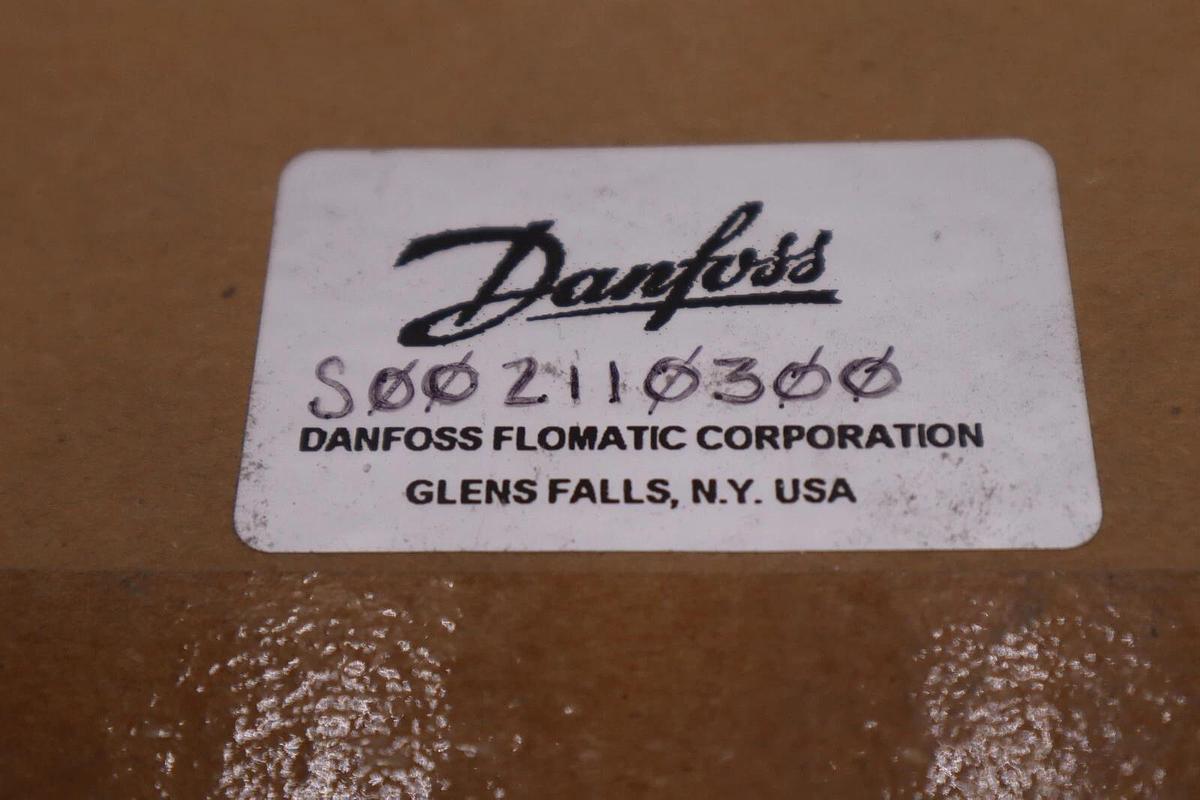 Danfoss
S002110300
DANFOSS FLOMATIC CORPORATION
GLENS FALLS, N.Y. USA